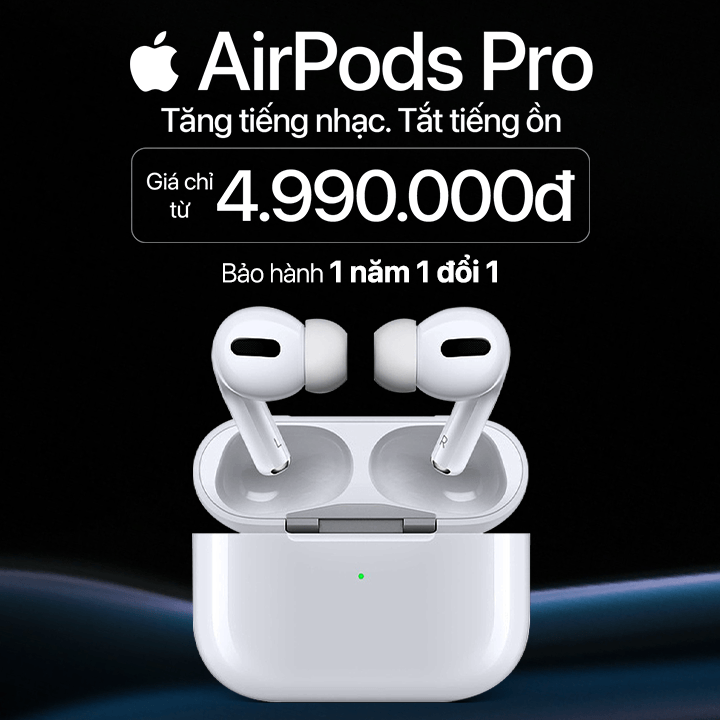 AirPods Pro
Tăng tiếng nhạc. Tắt tiếng ồn
Giá chỉ từ 4.990.000đ
Bảo hành 1 năm 1 đổi 1
L
R